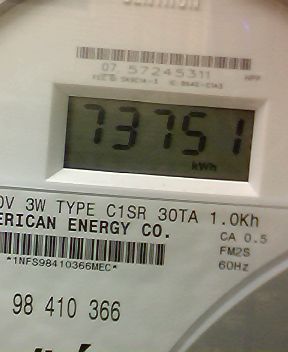 CENTRON
07 57245311
73751
kWh
0V 3W TYPE C1SR 30TA 1.0Kh
ERICAN ENERGY CO.
CA 0.5
FM2S
*1NFS98410366MEC*
60Hz
98 410 366